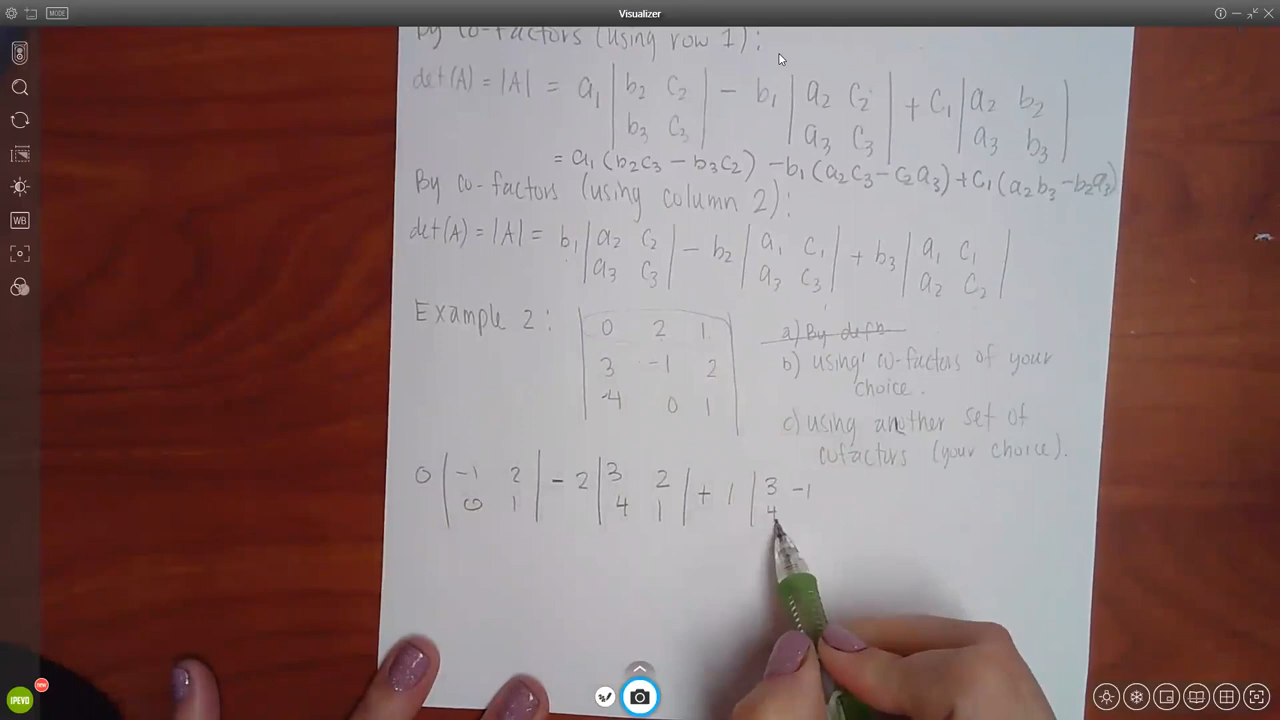 MODE
Visualizer
By co-factors (using row 1):
det(A) = |A| = a₁ | b₂ c₂ | − b₁ | a₂ c₂ | + c₁ | a₂ b₂ |
| b₃ c₃ | | a₃ c₃ | | a₃ b₃ |
= a₁(b₂c₃ − b₃c₂) − b₁(a₂c₃ − c₂a₃) + c₁(a₂b₃ − b₂a₃)
By co-factors (using column 2):
det(A) = |A| = b₁ | a₂ c₂ | − b₂ | a₁ c₁ | + b₃ | a₁ c₁ |
| a₃ c₃ | | a₃ c₃ | | a₂ c₂ |
Example 2:
| 0 2 1 |
| 3 -1 2 |
| -4 0 1 |
a) By defn
b) using co-factors of your
choice.
c) using another set of
cofactors (your choice).
0 | -1 2 | − 2 | 3 2 | + 1 | 3 -1
| 0 1 | | 4 1 | | 4
WB
IPEVO
new